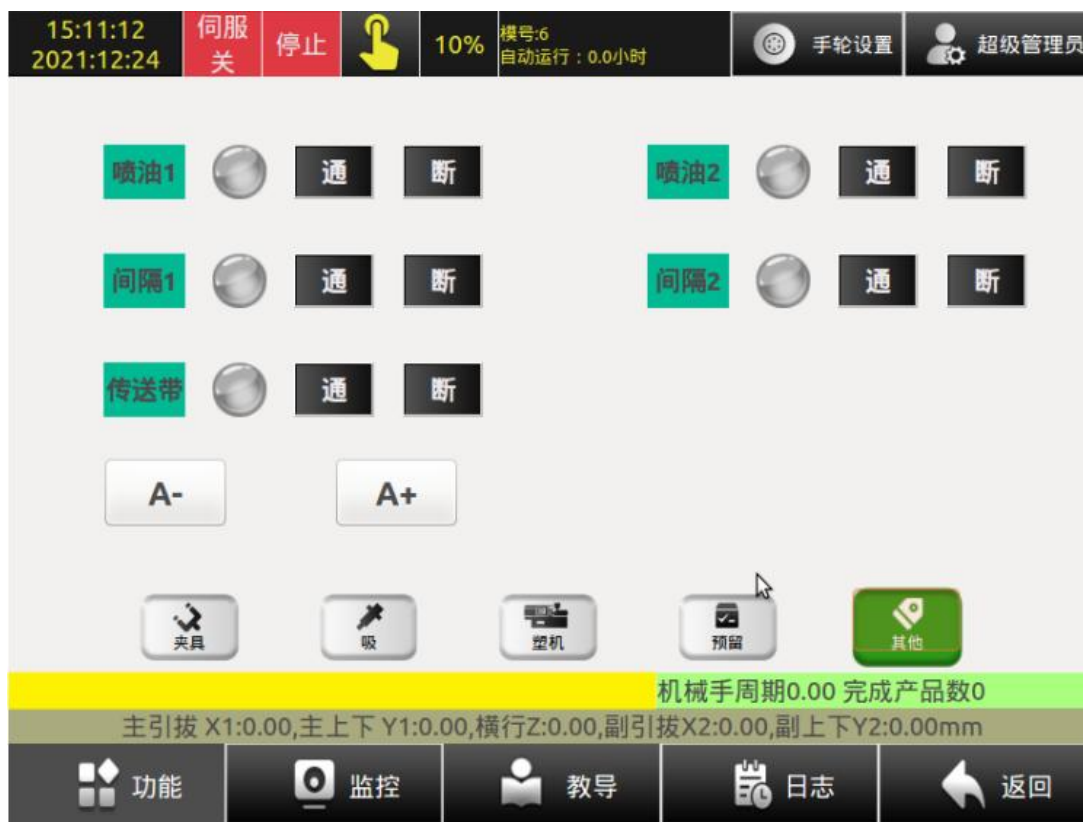 15:11:12
2021:12:24
伺服
关
停止
10%
模号:6
自动运行：0.0小时
手轮设置
超级管理员
喷油1 通 断
喷油2 通 断
间隔1 通 断
间隔2 通 断
传送带 通 断
A- A+
夹具 吸 塑机 预留 其他
机械手周期0.00 完成产品数0
主引拔 X1:0.00,主上下 Y1:0.00,横行Z:0.00,副引拔X2:0.00,副上下Y2:0.00mm
功能 监控 教导 日志 返回